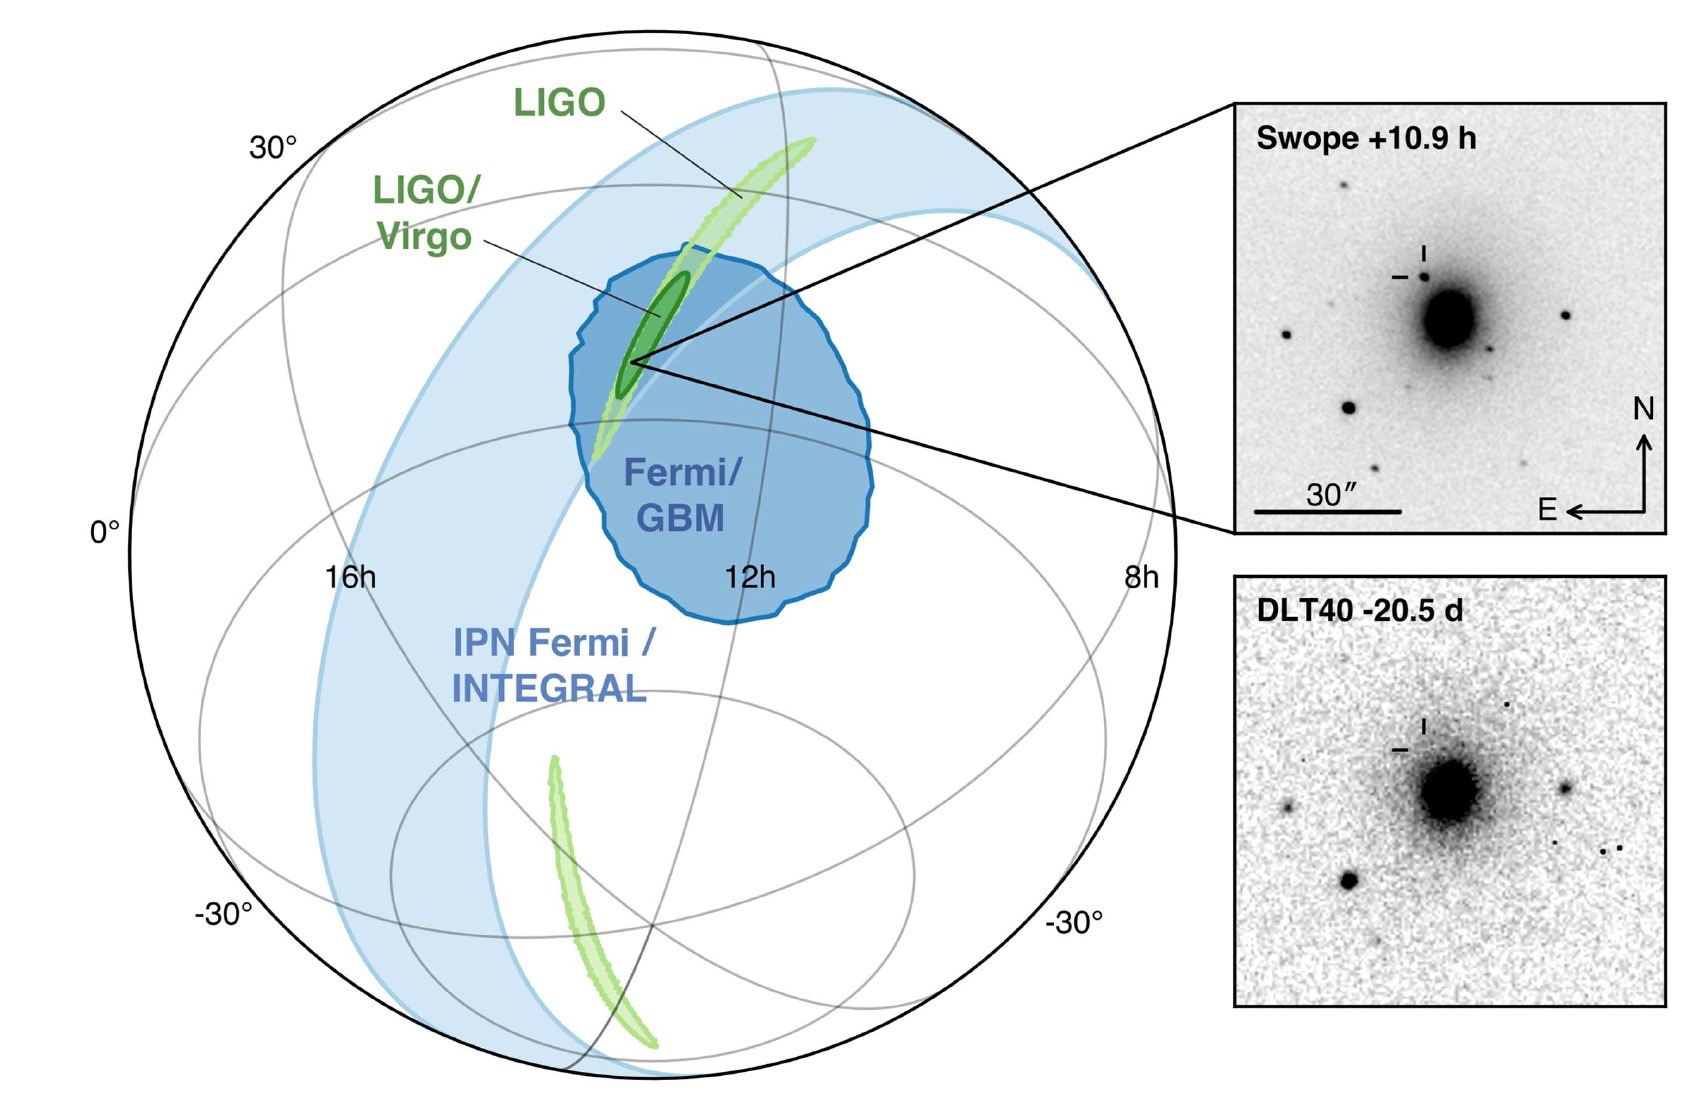 LIGO
LIGO/
Virgo
30°
0°
-30°
-30°
16h
12h
8h
Fermi/
GBM
IPN Fermi /
INTEGRAL
Swope +10.9 h
N
30″
E
DLT40 -20.5 d